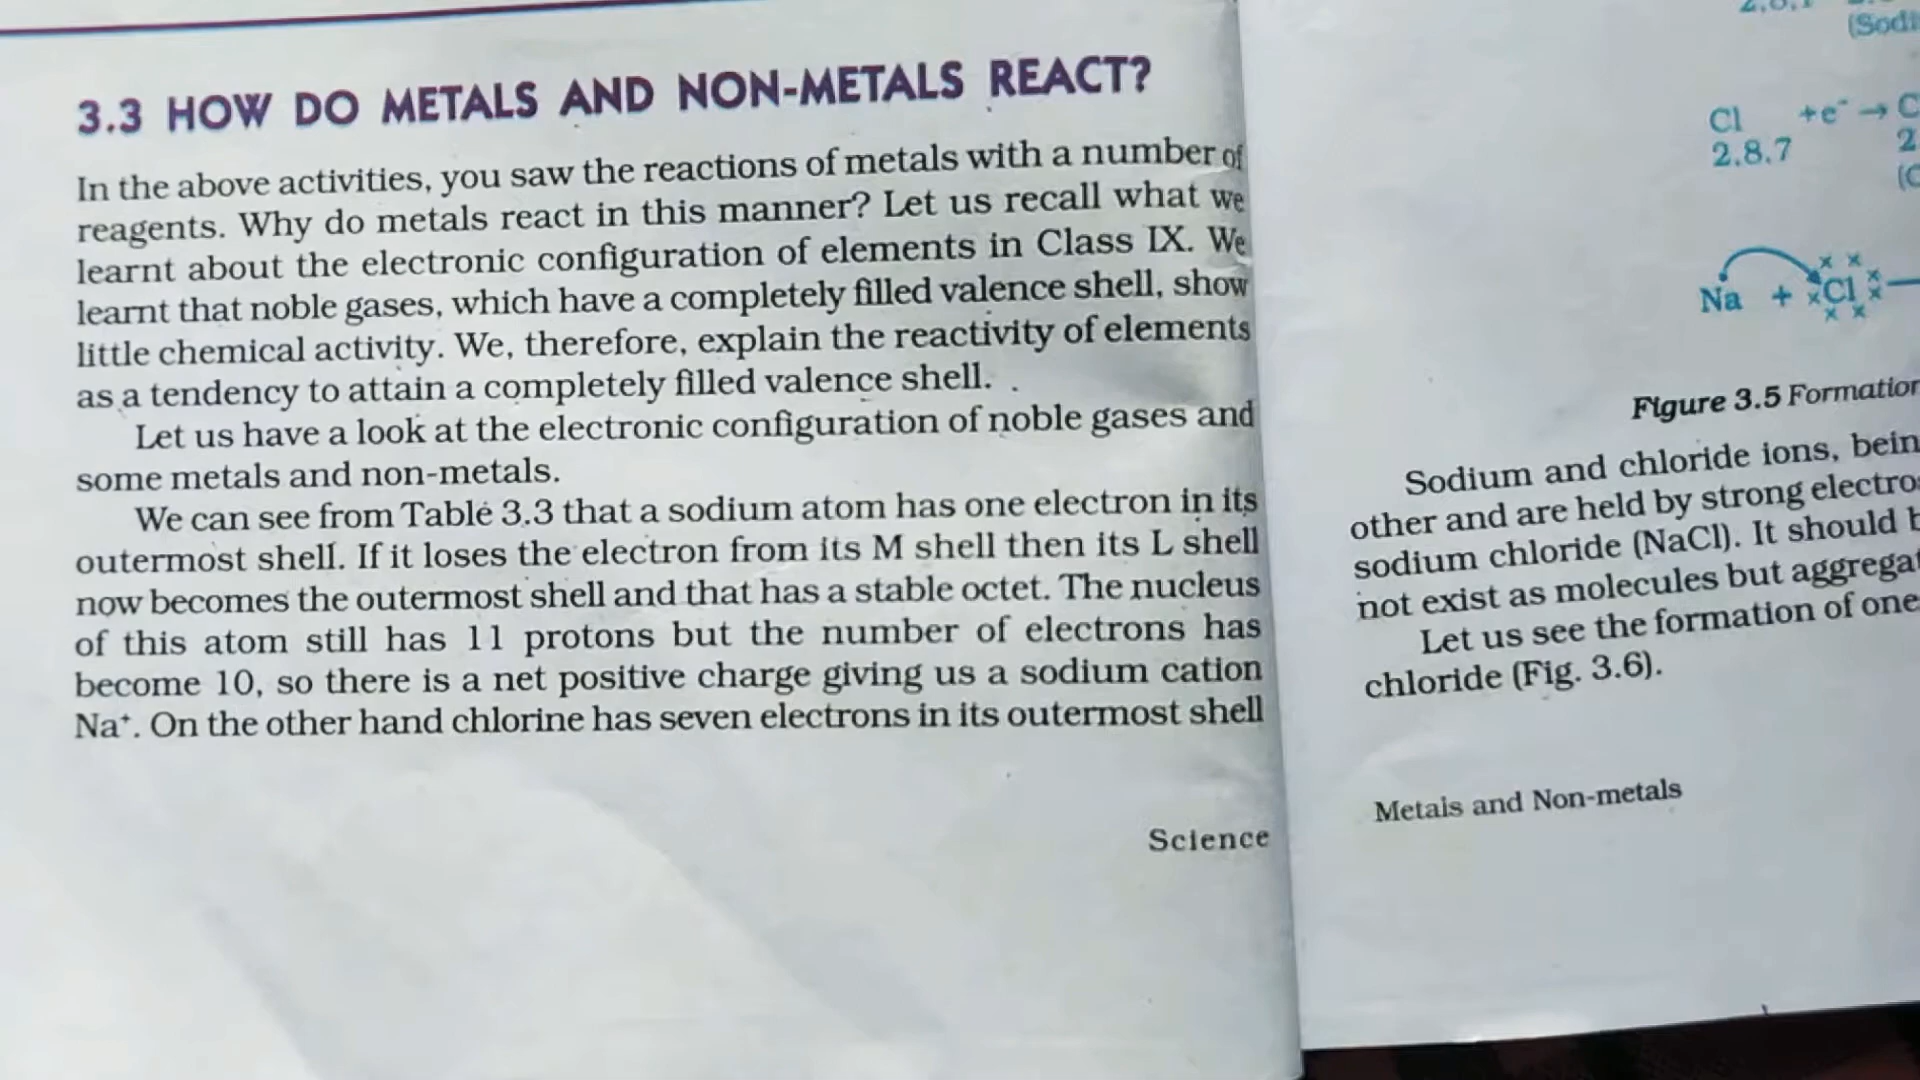 3.3 HOW DO METALS AND NON-METALS REACT?
In the above activities, you saw the reactions of metals with a number of
reagents. Why do metals react in this manner? Let us recall what we
learnt about the electronic configuration of elements in Class IX. We
learnt that noble gases, which have a completely filled valence shell, show
little chemical activity. We, therefore, explain the reactivity of elements
as a tendency to attain a completely filled valence shell.
Let us have a look at the electronic configuration of noble gases and
some metals and non-metals.
We can see from Table 3.3 that a sodium atom has one electron in its
outermost shell. If it loses the electron from its M shell then its L shell
now becomes the outermost shell and that has a stable octet. The nucleus
of this atom still has 11 protons but the number of electrons has
become 10, so there is a net positive charge giving us a sodium cation
Na⁺. On the other hand chlorine has seven electrons in its outermost shell
Science
(Sodi
Cl +e⁻ → C
2.8.7 2
(C
Na + Cl
Figure 3.5 Formation
Sodium and chloride ions, bein
other and are held by strong electro
sodium chloride (NaCl). It should b
not exist as molecules but aggregat
Let us see the formation of one
chloride (Fig. 3.6).
Metals and Non-metals